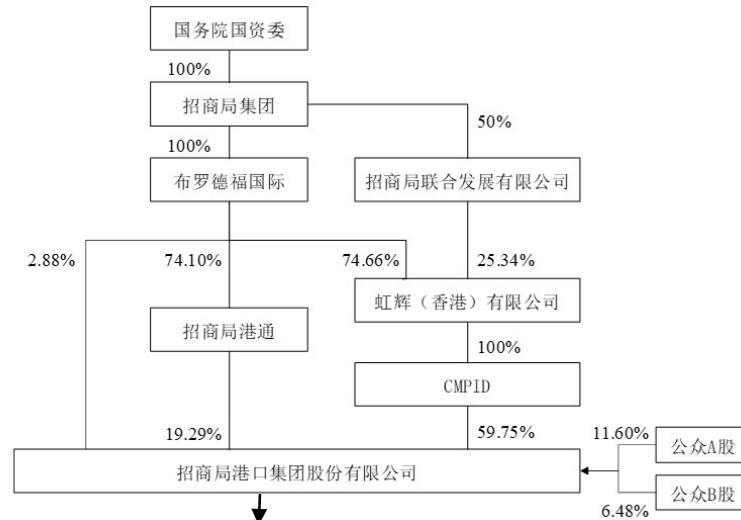 国务院国资委
100%
招商局集团
100%
50%
布罗德福国际
招商局联合发展有限公司
2.88%
74.10%
74.66%
25.34%
虹辉（香港）有限公司
招商局港通
100%
CMPID
19.29%
59.75%
11.60%
公众A股
招商局港口集团股份有限公司
公众B股
6.48%